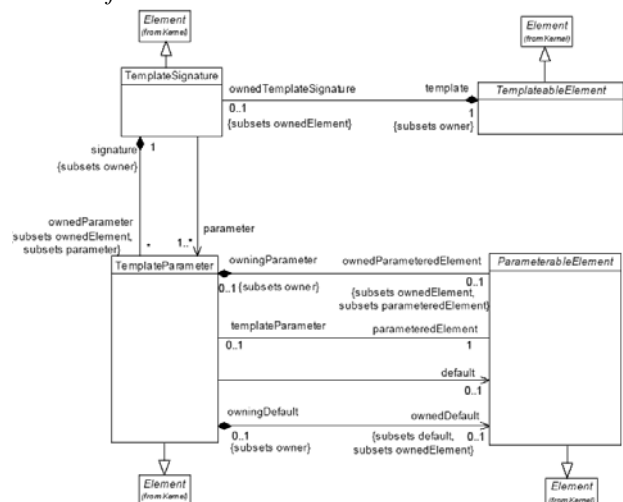 Element
(from Kernel)
Element
(from Kernel)
TemplateSignature
ownedTemplateSignature
template
TemplateableElement
0..1
1
{subsets ownedElement}
{subsets owner}
signature
1
{subsets owner}
ownedParameter
{subsets ownedElement,
subsets parameter}
*
parameter
1..*
TemplateParameter
owningParameter
ownedParameteredElement
ParameterableElement
0..1
{subsets owner}
0..1
{subsets ownedElement,
subsets parameteredElement}
templateParameter
parameteredElement
0..1
1
default
0..1
owningDefault
ownedDefault
0..1
{subsets owner}
{subsets default,
subsets ownedElement}
0..1
Element
(from Kernel)
Element
(from Kernel)